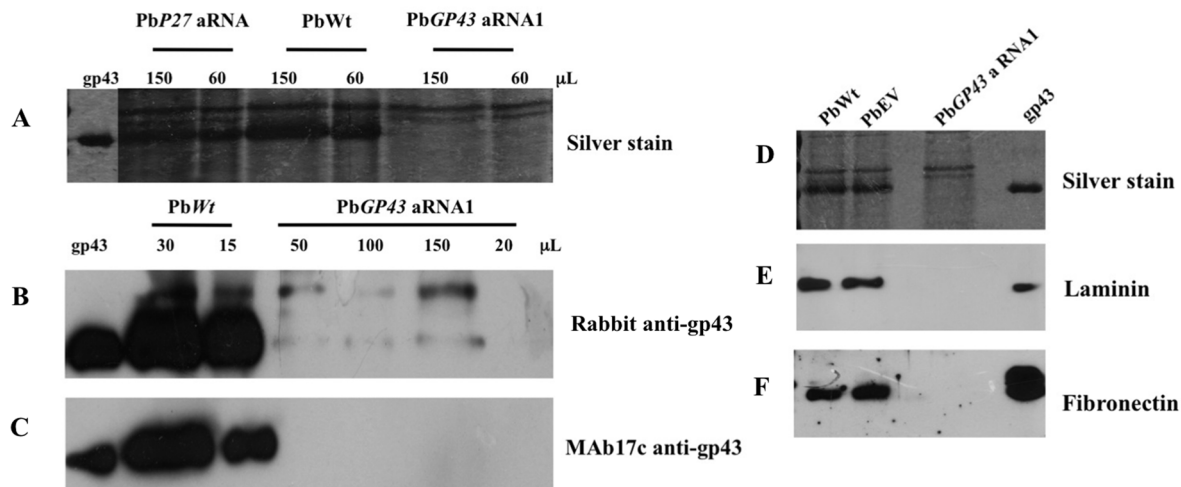 PbP27 aRNA PbWt PbGP43 aRNA1
gp43 150 60 150 60 150 60 μL
A
Silver stain
PbWt PbGP43 aRNA1
gp43 30 15 50 100 150 20 μL
B
Rabbit anti-gp43
C
MAb17c anti-gp43
PbWt PbEV PbGP43 a RNA1 gp43
D
Silver stain
E
Laminin
F
Fibronectin